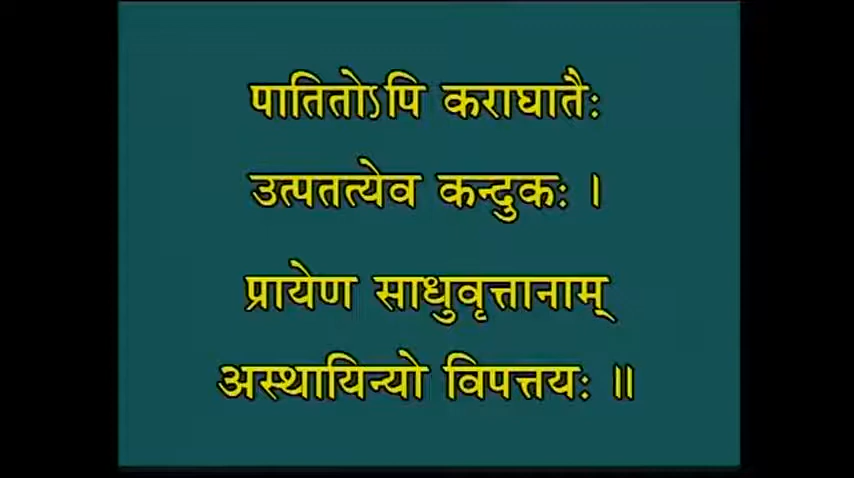 पातितोऽपि कराघातैः
उत्पतत्येव कन्दुकः ।
प्रायेण साधुवृत्तानाम्
अस्थायिन्यो विपत्तयः ॥